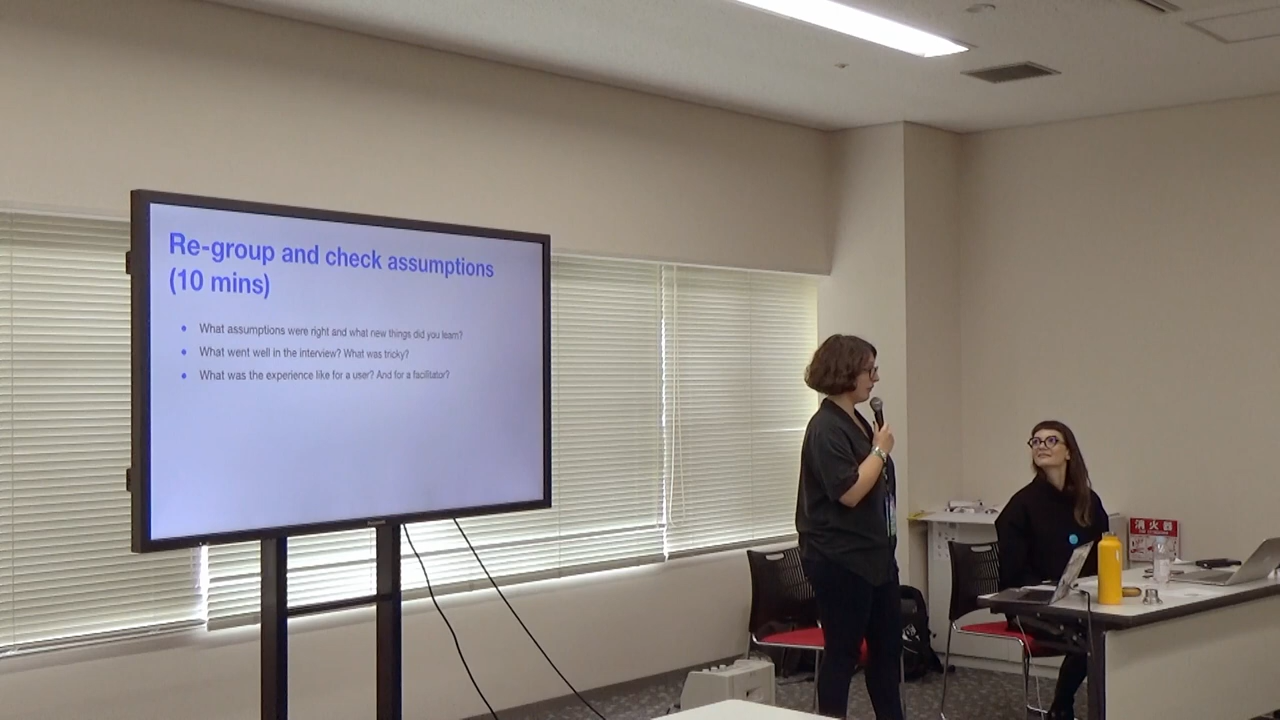 Re-group and check assumptions
(10 mins)
• What assumptions were right and what new things did you learn?
• What went well in the interview? What was tricky?
• What was the experience like for a user? And for a facilitator?
消火器